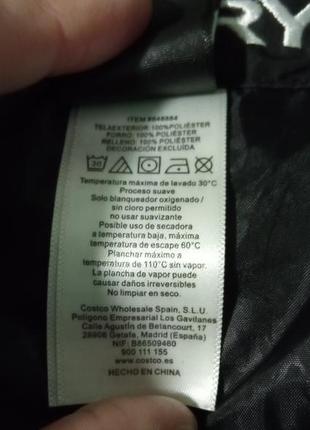 RY
ITEM #648884
TELA EXTERIOR: 100% POLIÉSTER
FORRO: 100% POLIÉSTER
RELLENO: 100% POLIÉSTER
DECORACIÓN EXCLUÍDA
30
Temperatura máxima de lavado 30°C
Proceso suave
Solo blanqueador oxigenado /
sin cloro permitido
no usar suavizante
Posible uso de secadora
a temperatura baja, máxima
temperatura de escape 60°C
Planchar máximo a
temperatura de 110°C sin vapor.
La plancha de vapor puede
causar daños irreversibles
No limpiar en seco.
Costco Wholesale Spain, S.L.U.
Polígono Empresarial Los Gavilanes
Calle Agustín de Betancourt, 17
28906 Getafe, Madrid (España)
NIF: B86509460
900 111 155
www.costco.es
HECHO EN CHINA